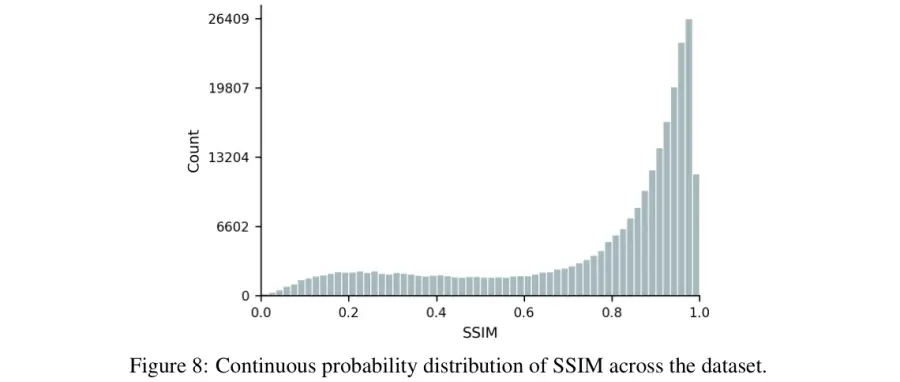 26409
19807
13204
6602
0
Count
0.0 0.2 0.4 0.6 0.8 1.0
SSIM
Figure 8: Continuous probability distribution of SSIM across the dataset.